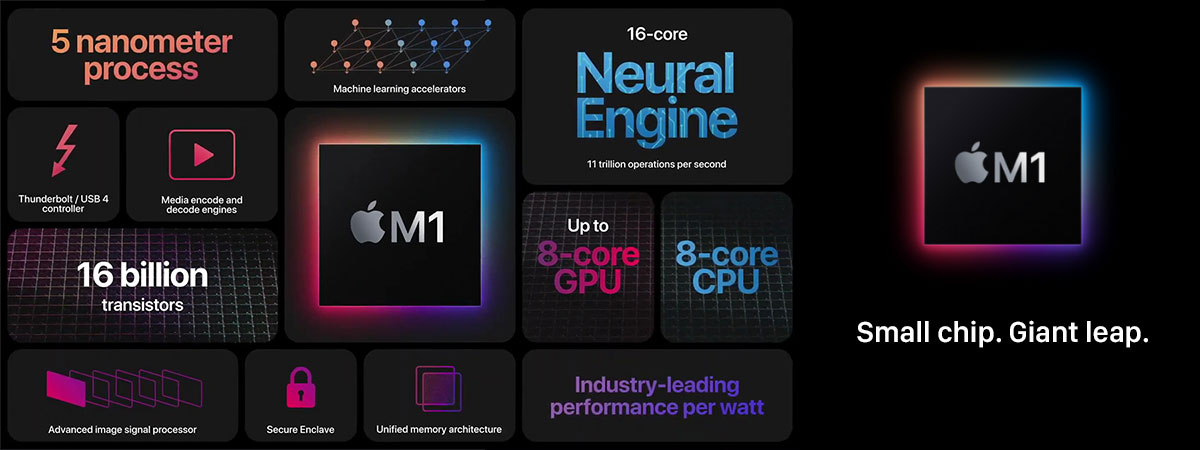 5 nanometer
process
Machine learning accelerators
16-core
Neural
Engine
11 trillion operations per second
Thunderbolt / USB 4
controller
Media encode and
decode engines
M1
16 billion
transistors
Up to
8-core
GPU
8-core
CPU
Advanced image signal processor
Secure Enclave
Unified memory architecture
Industry-leading
performance per watt
M1
Small chip. Giant leap.